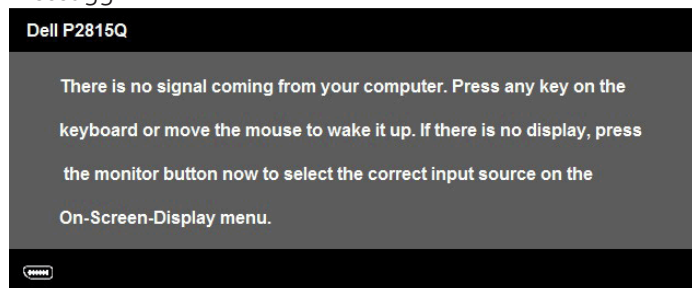 Dell P2815Q
There is no signal coming from your computer. Press any key on the
keyboard or move the mouse to wake it up. If there is no display, press
the monitor button now to select the correct input source on the
On-Screen-Display menu.